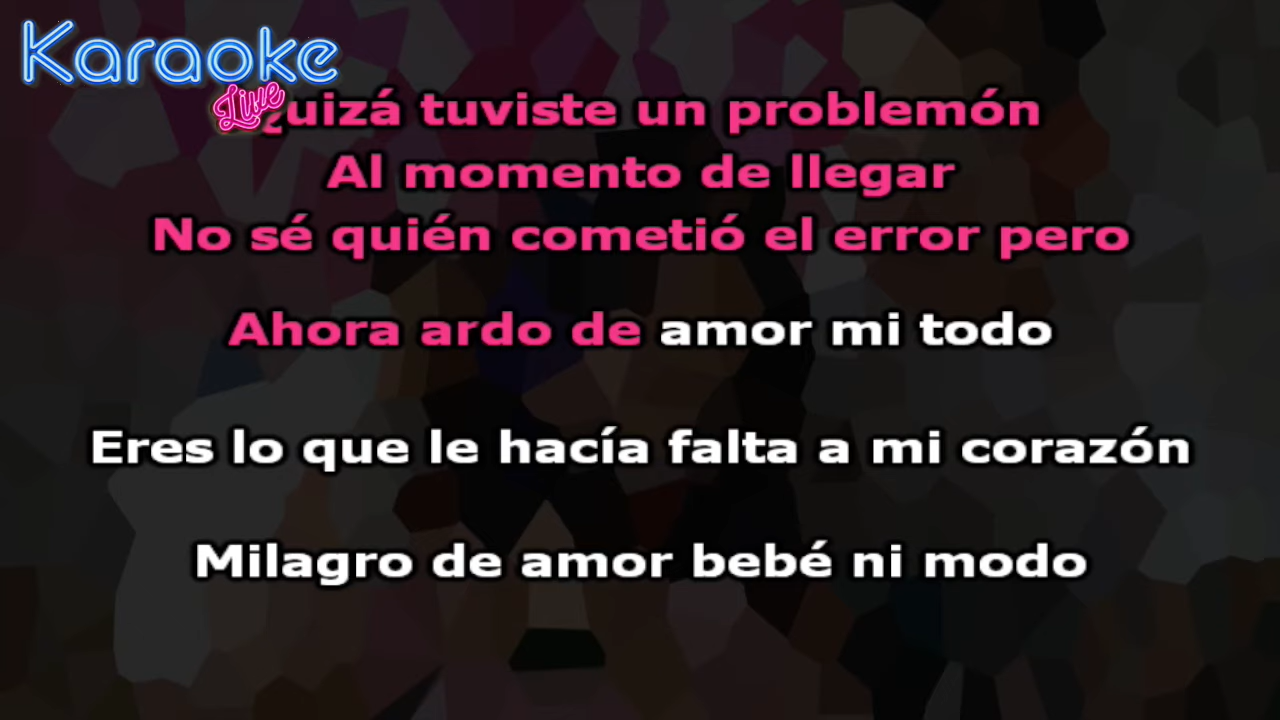 Karaoke
Live
Quizá tuviste un problemón
Al momento de llegar
No sé quién cometió el error pero
Ahora ardo de amor mi todo
Eres lo que le hacía falta a mi corazón
Milagro de amor bebé ni modo